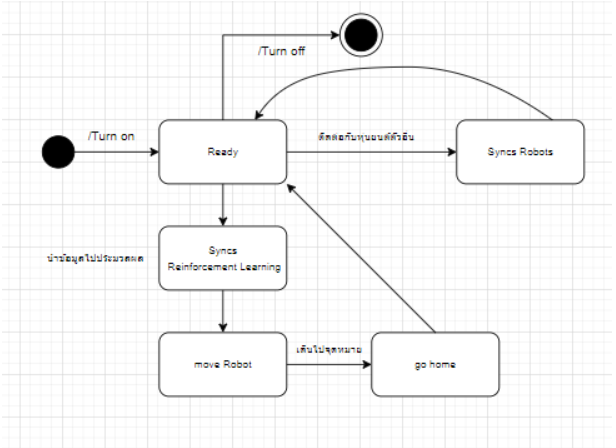 /Turn off
/Turn on
Ready
ติดต่อกับหุ่นยนต์ตัวอื่น
Syncs Robots
นำข้อมูลไปประมวลผล
Syncs
Reinforcement Learning
move Robot
เดินไปจุดหมาย
go home